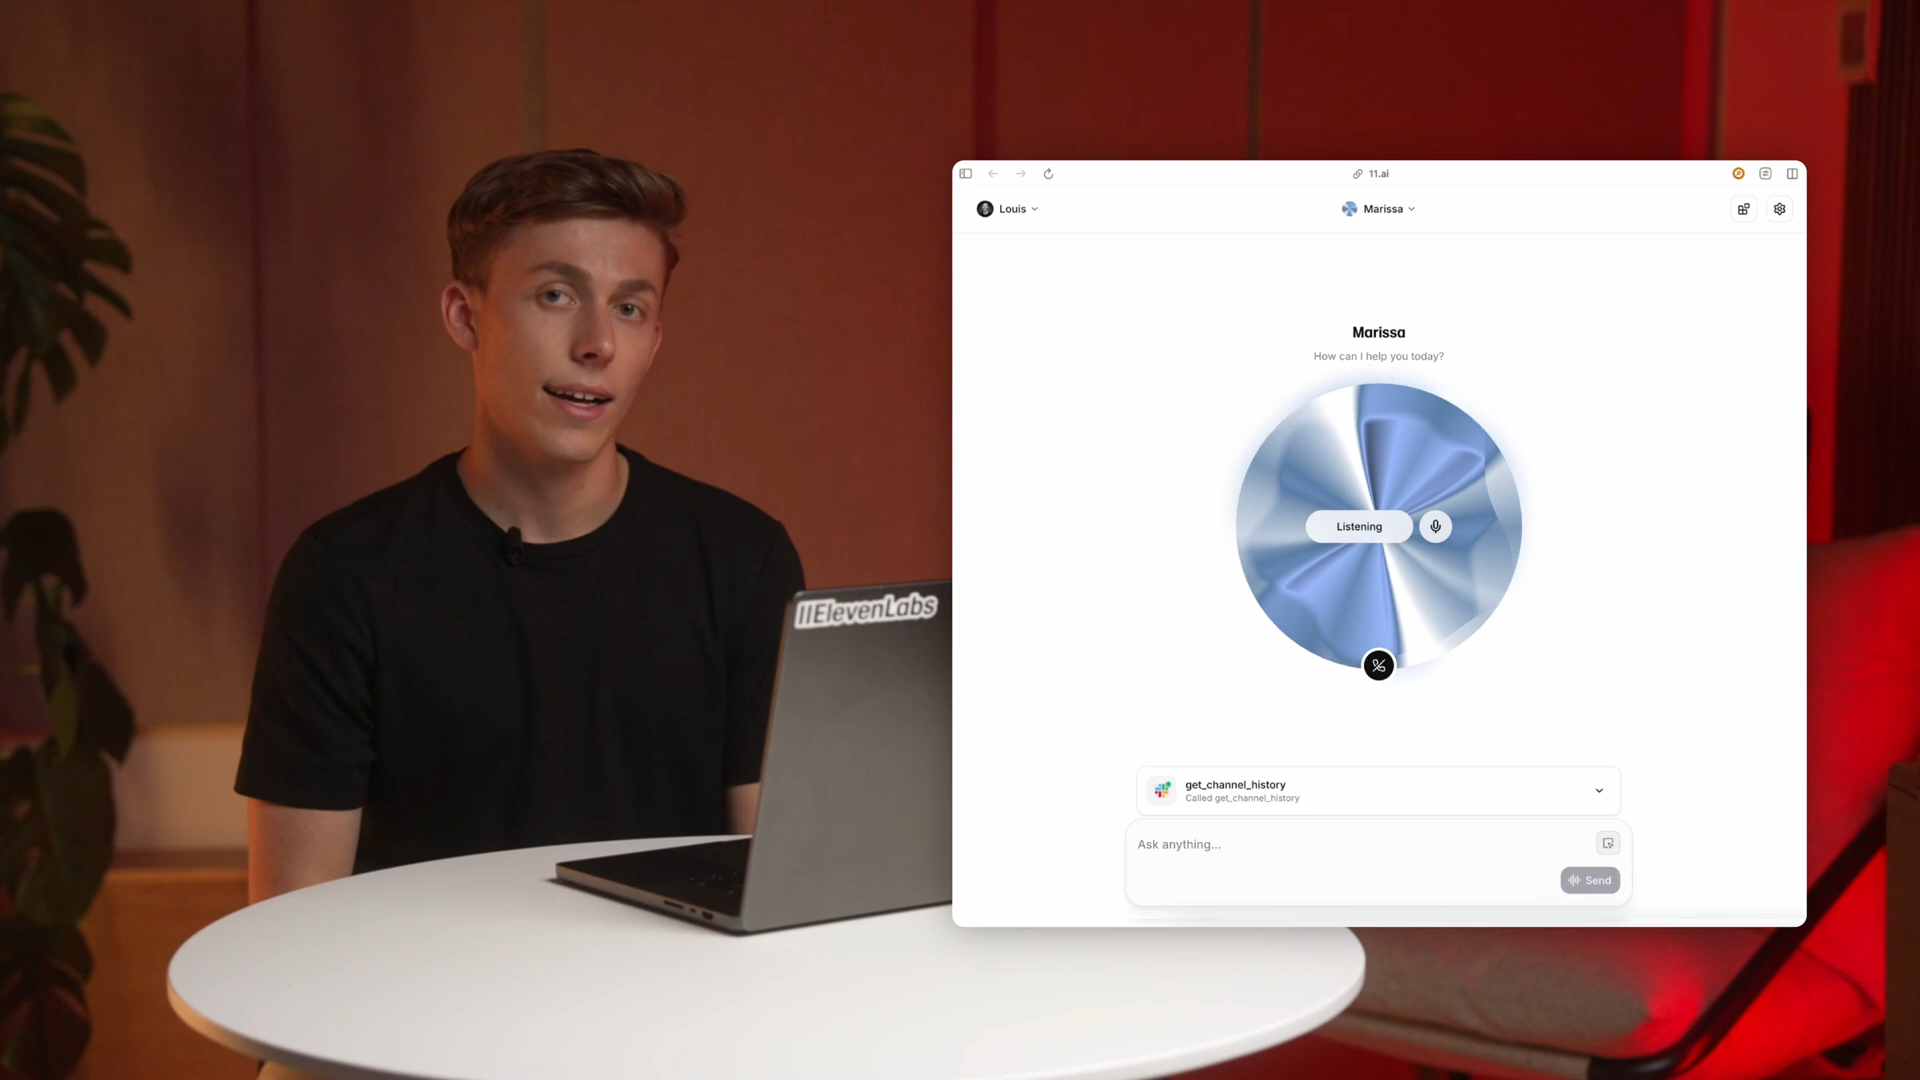 11.ai
Louis
Marissa
Marissa
How can I help you today?
Listening
IIElevenLabs
get_channel_history
Called get_channel_history
Ask anything...
Send